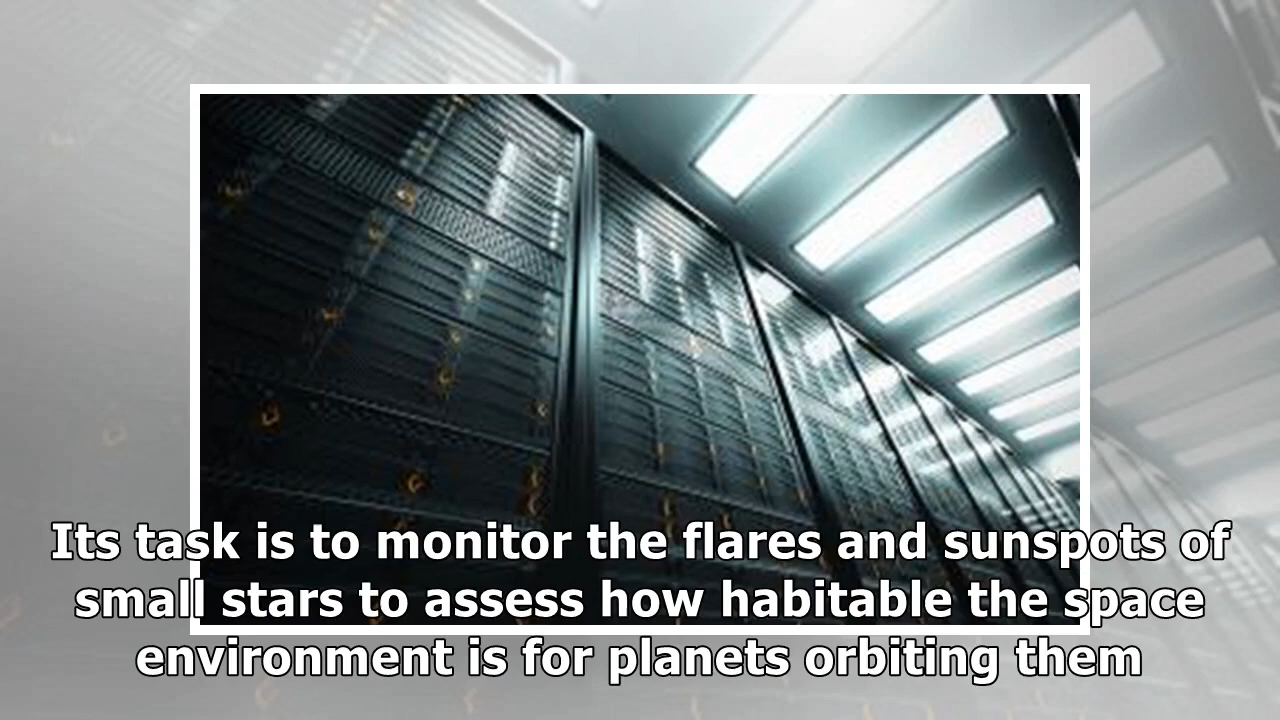 Its task is to monitor the flares and sunspots of
small stars to assess how habitable the space
environment is for planets orbiting them